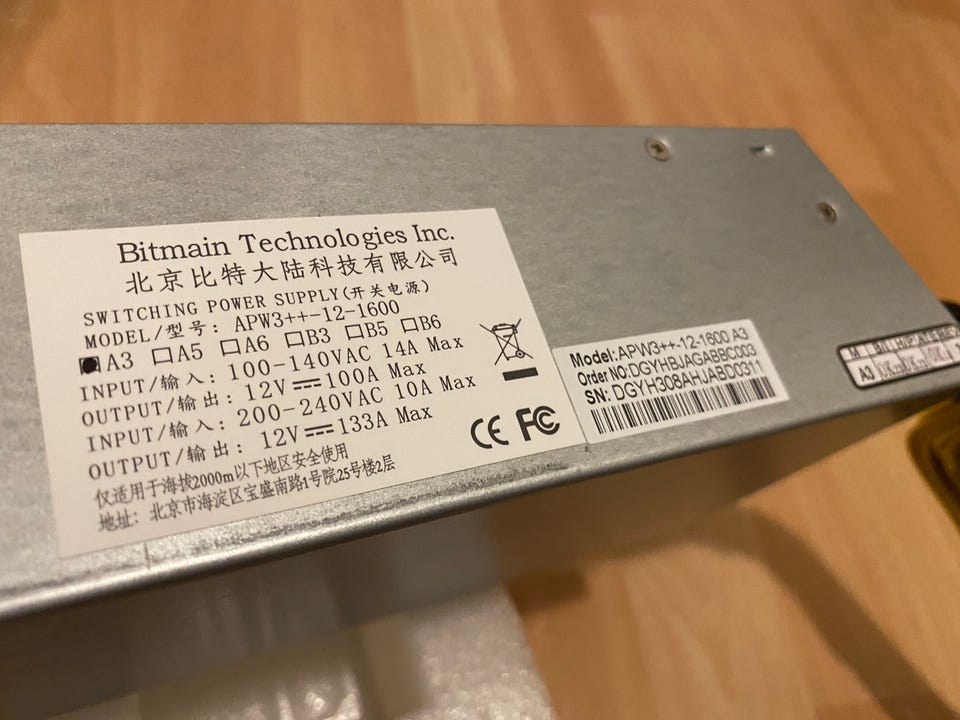 Bitmain Technologies Inc.
北京比特大陆科技有限公司
SWITCHING POWER SUPPLY(开关电源)
MODEL/型号: APW3++-12-1600
■A3 □A5 □A6 □B3 □B5 □B6
INPUT/输入: 100-140VAC 14A Max
OUTPUT/输出: 12V⎓100A Max
INPUT/输入: 200-240VAC 10A Max
OUTPUT/输出: 12V⎓133A Max
仅适用于海拔2000m以下地区安全使用
地址: 北京市海淀区宝盛南路1号院25号楼2层
CE FC
Model:APW3++-12-1600 A3
Order NO:DGYHBJAGABBC003
SN: DGYH308AHJABD0311
A3